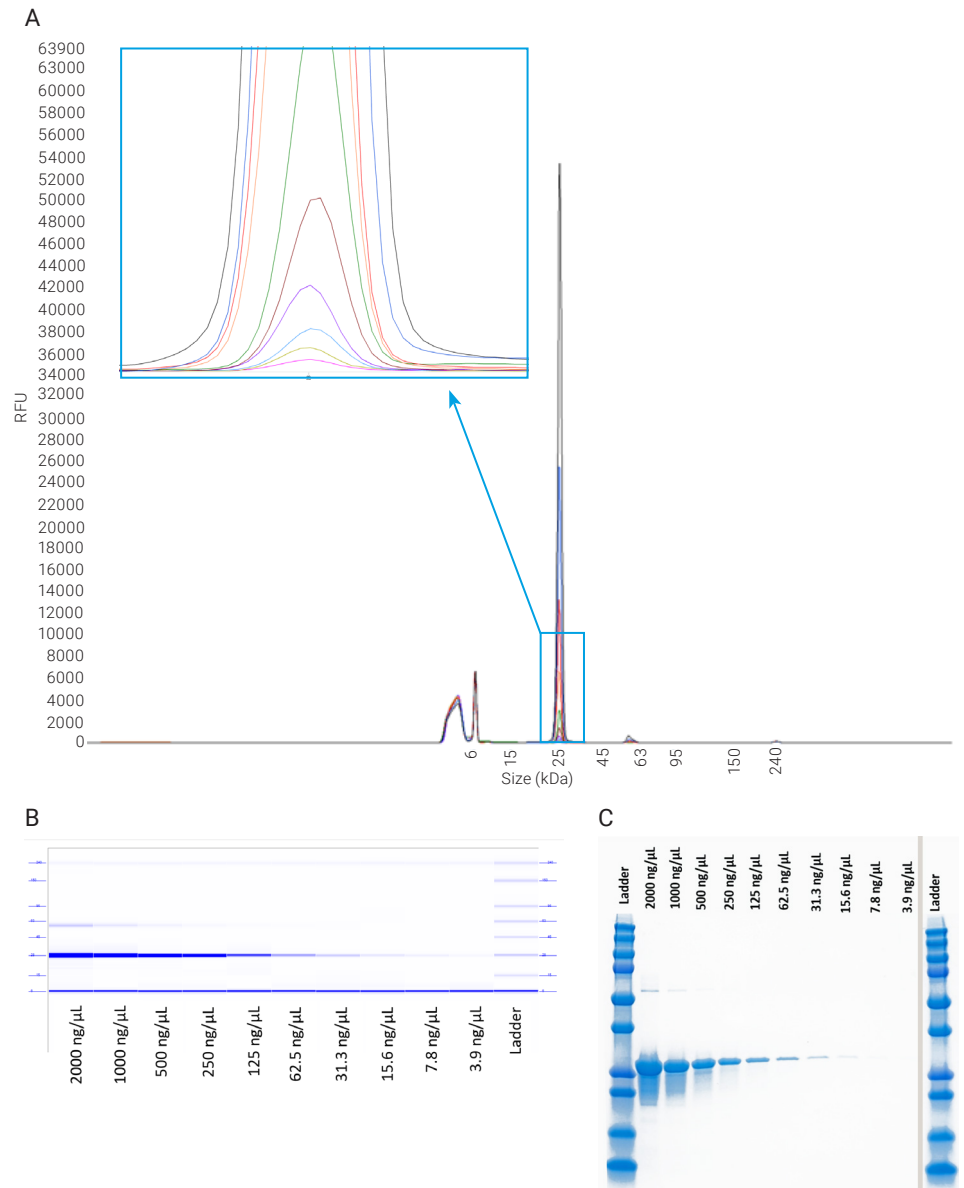 A
63900
63000
60000
58000
56000
54000
52000
50000
48000
46000
44000
42000
40000
38000
36000
34000
32000
30000
28000
26000
24000
22000
20000
18000
16000
14000
12000
10000
8000
6000
4000
2000
0
RFU
6 15 25 45 63 95 150 240
Size (kDa)
B
2000 ng/µL
1000 ng/µL
500 ng/µL
250 ng/µL
125 ng/µL
62.5 ng/µL
31.3 ng/µL
15.6 ng/µL
7.8 ng/µL
3.9 ng/µL
Ladder
C
Ladder
2000 ng/µL
1000 ng/µL
500 ng/µL
250 ng/µL
125 ng/µL
62.5 ng/µL
31.3 ng/µL
15.6 ng/µL
7.8 ng/µL
3.9 ng/µL
Ladder